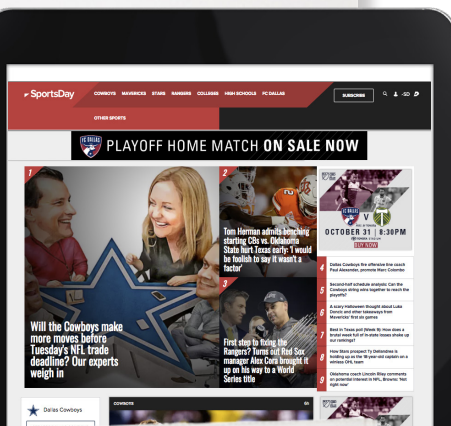 SportsDay
COWBOYS MAVERICKS STARS RANGERS COLLEGES HIGH SCHOOLS FC DALLAS
SUBSCRIBE
OTHER SPORTS
FC DALLAS
PLAYOFF HOME MATCH ON SALE NOW
1
Will the Cowboys make
more moves before
Tuesday's NFL trade
deadline? Our experts
weigh in
2
Tom Herman admits benching
starting CBs vs. Oklahoma
State hurt Texas early: 'I would
be foolish to say it wasn't a
factor'
3
First step to fixing the
Rangers? Turns out Red Sox
manager Alex Cora brought it
up on his way to a World
Series title
FC DALLAS
V
OCTOBER 31 | 8:30PM
BUY NOW
4 Dallas Cowboys fire offensive line coach
Paul Alexander, promote Marc Colombo
5 Second-half schedule analysis: Can the
Cowboys string wins together to reach the
playoffs?
6 A scary Halloween thought about Luka
Doncic and other takeaways from
Mavericks' first six games
7 Best in Texas poll (Week 9): How does a
brutal week full of in-state losses shake up
our rankings?
8 How Stars prospect Ty Dellandrea is
holding up as the 18-year-old captain on a
winless OHL team
9 Oklahoma coach Lincoln Riley comments
on potential interest in NFL, Browns: 'Not
right now'
Dallas Cowboys
COWBOYS